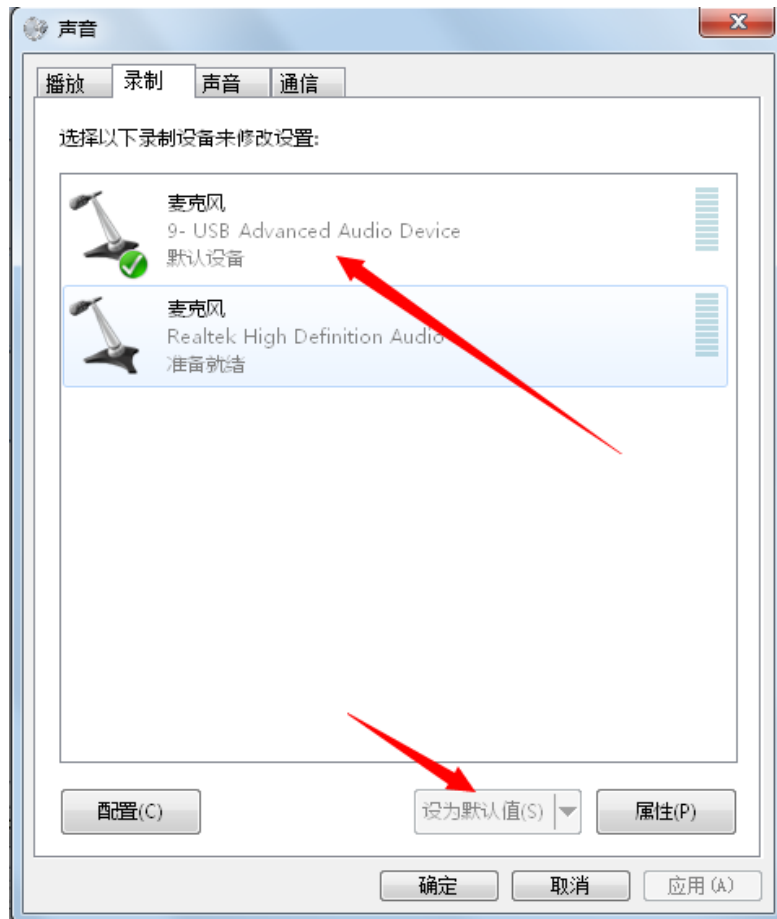 声音
播放 录制 声音 通信
选择以下录制设备来修改设置:
麦克风
9- USB Advanced Audio Device
默认设备
麦克风
Realtek High Definition Audio
准备就绪
配置(C) 设为默认值(S) 属性(P)
确定 取消 应用(A)